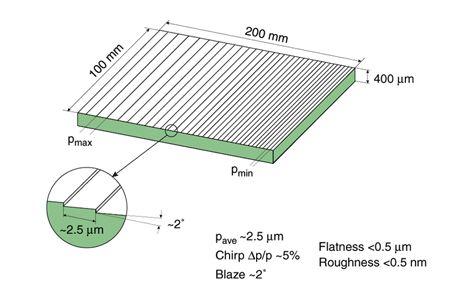 200 mm
100 mm
400 µm
pmax
pmin
~2.5 µm
~2°
pave ~2.5 µm
Chirp Δp/p ~5%
Blaze ~2°
Flatness <0.5 µm
Roughness <0.5 nm